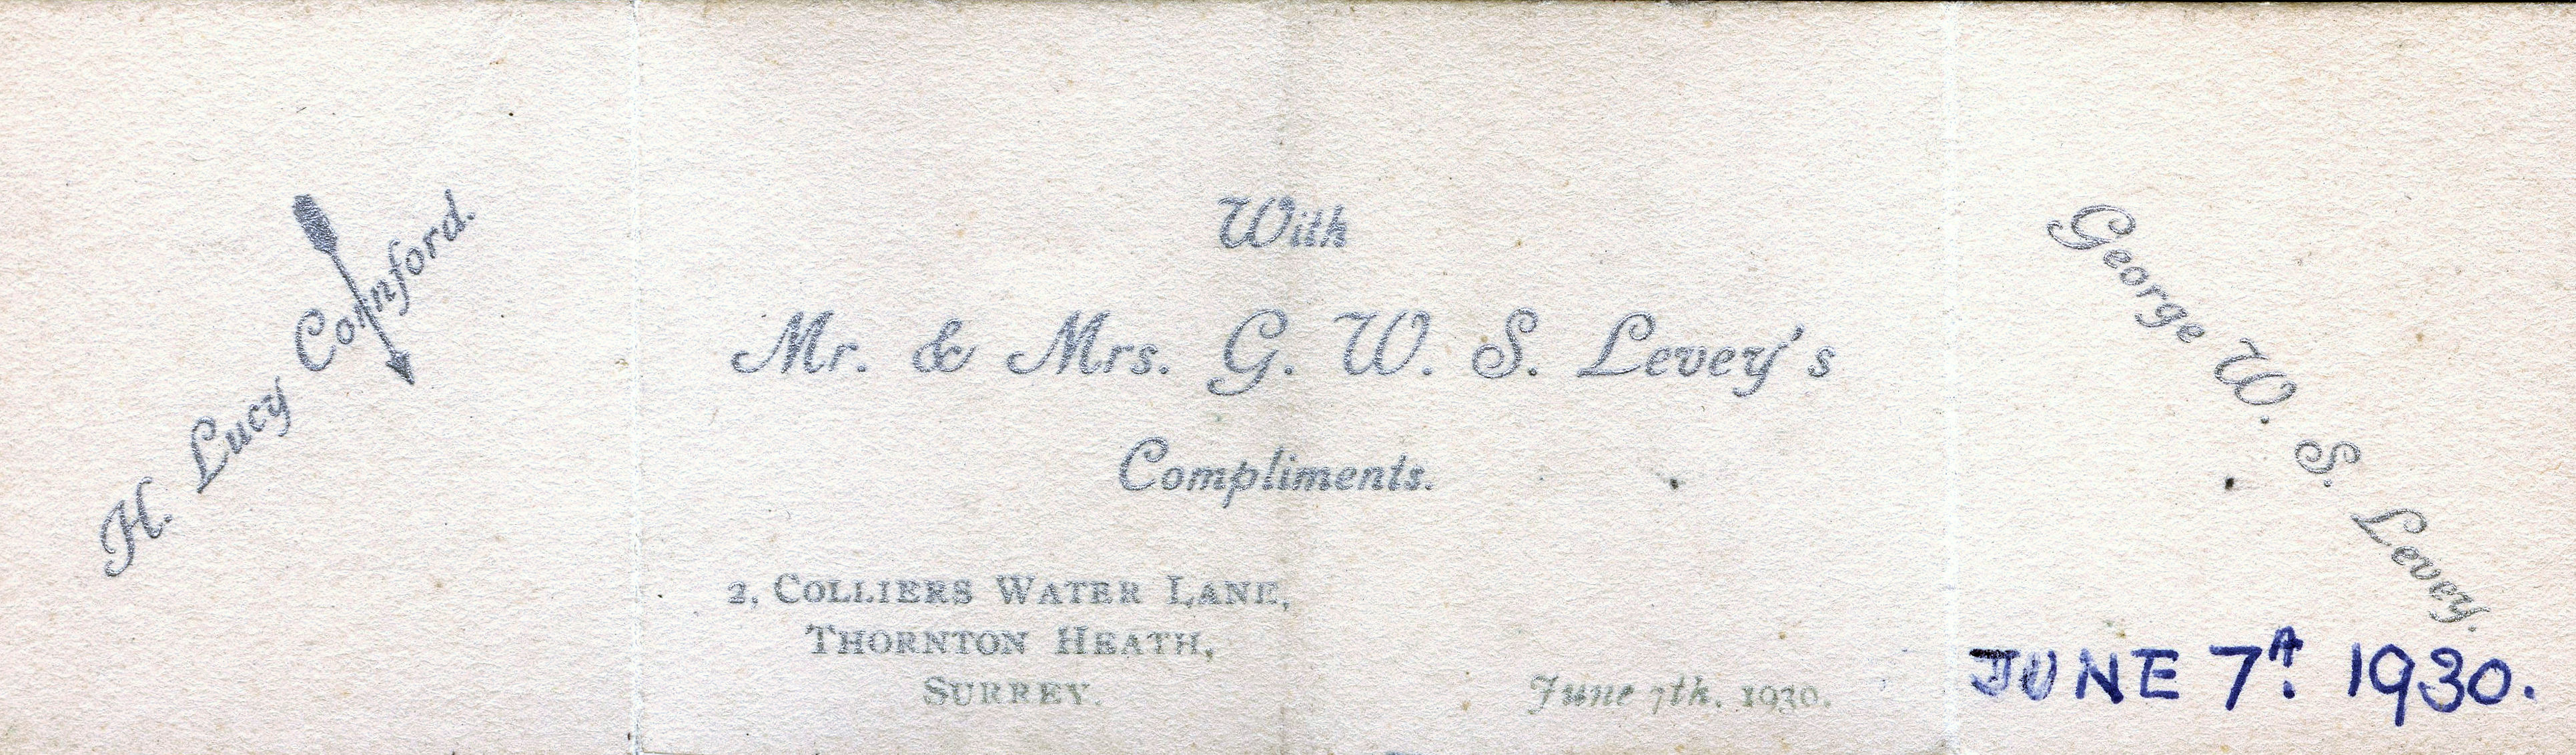 H. Lucy Cornford.
With
Mr. & Mrs. G. W. S. Levey's
Compliments.
2, COLLIERS WATER LANE,
THORNTON HEATH,
SURREY.
June 7th, 1930.
George W. S. Levey.
JUNE 7th. 1930.